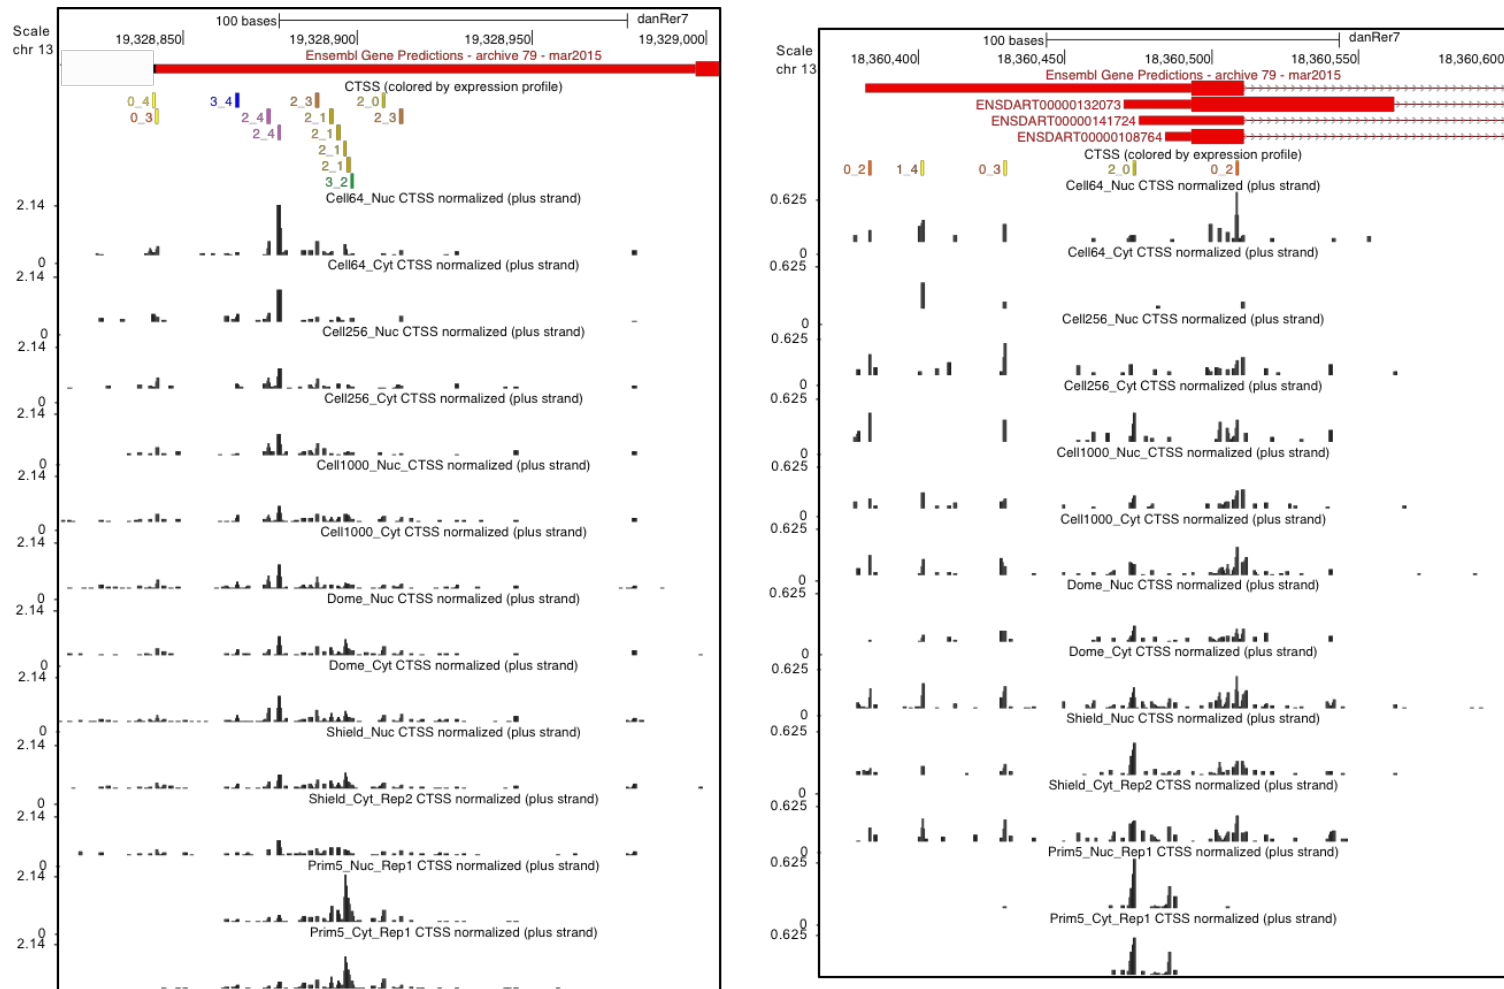 Scale
chr 13
100 bases
danRer7
19,328,850
19,328,900
19,328,950
19,329,000
Ensembl Gene Predictions - archive 79 - mar2015
CTSS (colored by expression profile)
0_4
3_4
2_3
2_0
0_3
2_4
2_1
2_3
2_4
2_1
2_1
2_1
3_2
Cell64_Nuc CTSS normalized (plus strand)
2.14
0
Cell64_Cyt CTSS normalized (plus strand)
2.14
0
Cell256_Nuc CTSS normalized (plus strand)
2.14
0
Cell256_Cyt CTSS normalized (plus strand)
2.14
0
Cell1000_Nuc_CTSS normalized (plus strand)
2.14
0
Cell1000_Cyt CTSS normalized (plus strand)
2.14
0
Dome_Nuc CTSS normalized (plus strand)
2.14
0
Dome_Cyt CTSS normalized (plus strand)
2.14
0
Shield_Nuc CTSS normalized (plus strand)
2.14
0
Shield_Cyt_Rep2 CTSS normalized (plus strand)
2.14
0
Prim5_Nuc_Rep1 CTSS normalized (plus strand)
2.14
0
Prim5_Cyt_Rep1 CTSS normalized (plus strand)
2.14
Scale
chr 13
100 bases
danRer7
18,360,400
18,360,450
18,360,500
18,360,550
18,360,600
Ensembl Gene Predictions - archive 79 - mar2015
ENSDART00000132073
ENSDART00000141724
ENSDART00000108764
CTSS (colored by expression profile)
0_2
1_4
0_3
2_0
0_2
Cell64_Nuc CTSS normalized (plus strand)
0.625
0
Cell64_Cyt CTSS normalized (plus strand)
0.625
0
Cell256_Nuc CTSS normalized (plus strand)
0.625
0
Cell256_Cyt CTSS normalized (plus strand)
0.625
0
Cell1000_Nuc_CTSS normalized (plus strand)
0.625
0
Cell1000_Cyt CTSS normalized (plus strand)
0.625
0
Dome_Nuc CTSS normalized (plus strand)
0.625
0
Dome_Cyt CTSS normalized (plus strand)
0.625
0
Shield_Nuc CTSS normalized (plus strand)
0.625
0
Shield_Cyt_Rep2 CTSS normalized (plus strand)
0.625
0
Prim5_Nuc_Rep1 CTSS normalized (plus strand)
0.625
0
Prim5_Cyt_Rep1 CTSS normalized (plus strand)
0.625